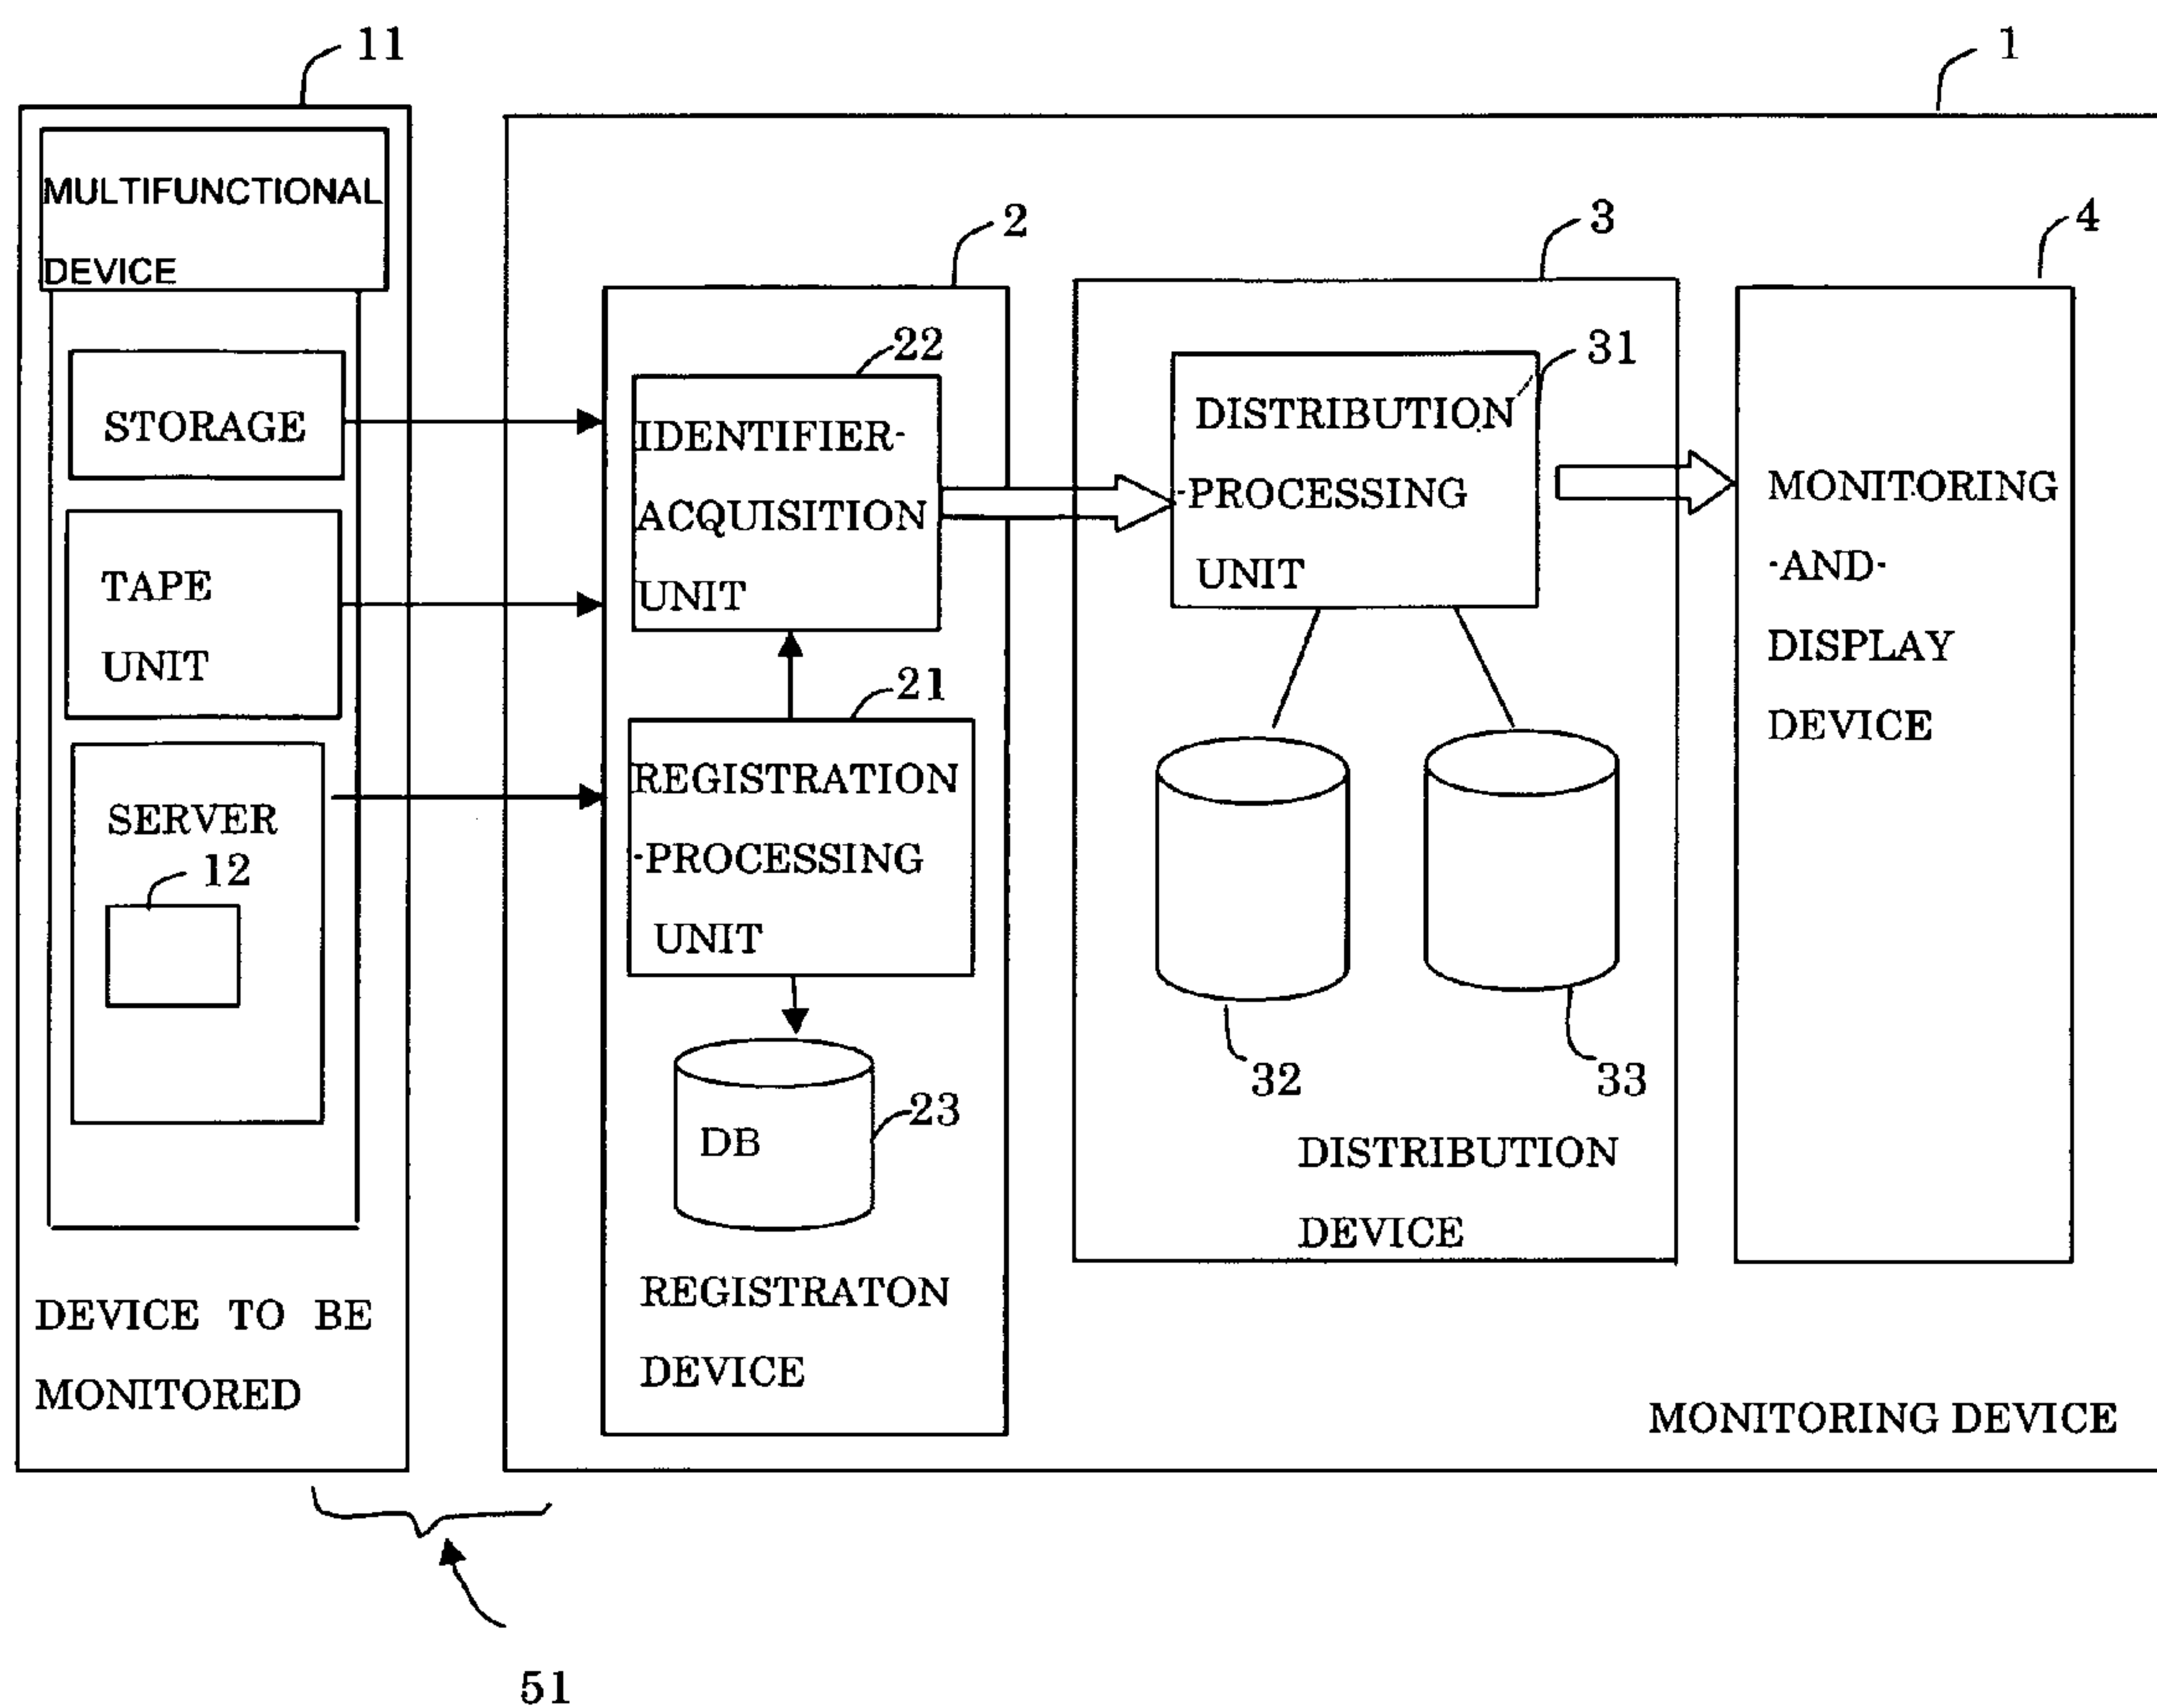 11
1
MULTIFUNCTIONAL
DEVICE
STORAGE
TAPE
UNIT
SERVER
12
DEVICE TO BE
MONITORED
2
22
IDENTIFIER-
ACQUISITION
UNIT
21
REGISTRATION
-PROCESSING
UNIT
DB
23
REGISTRATON
DEVICE
3
31
DISTRIBUTION
-PROCESSING
UNIT
32
33
DISTRIBUTION
DEVICE
4
MONITORING
-AND-
DISPLAY
DEVICE
MONITORING DEVICE
51